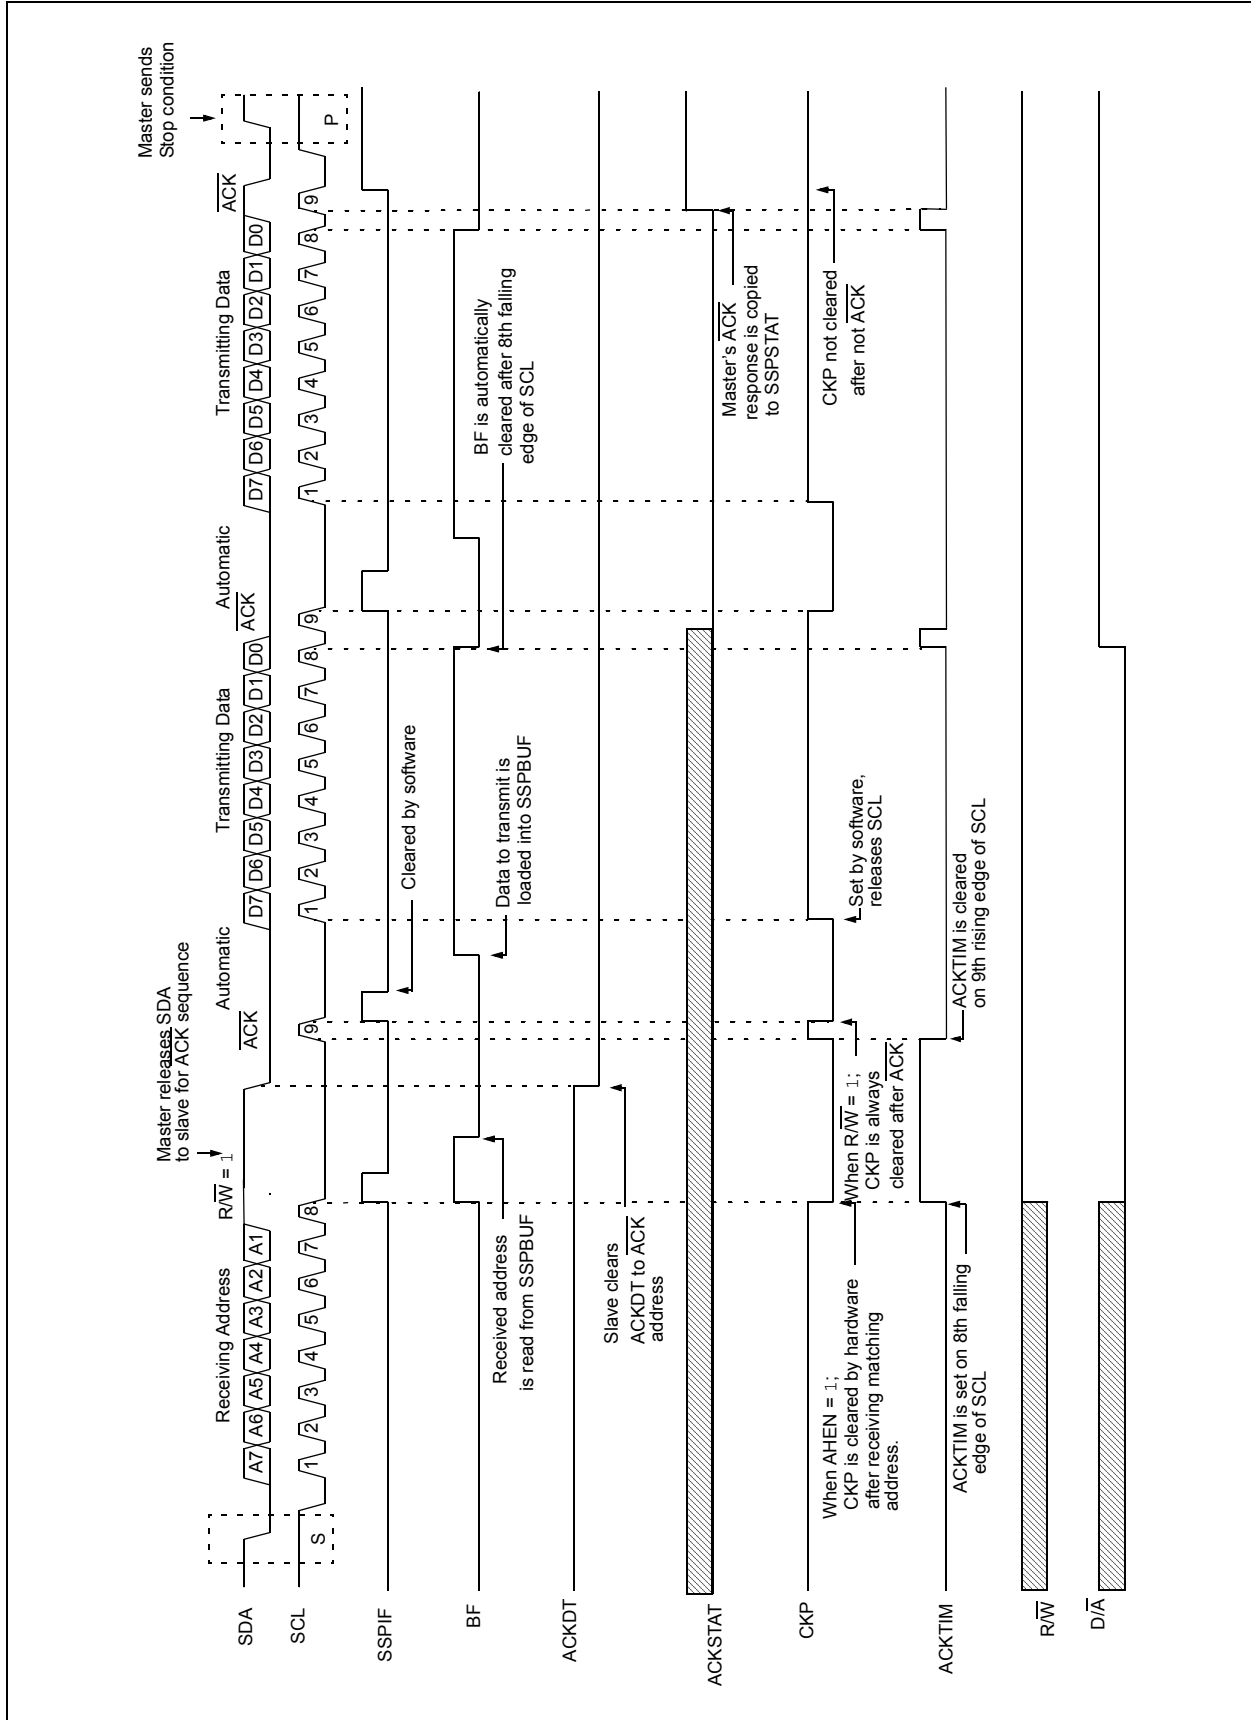 Master releases SDA
to slave for ACK sequence
Master sends
Stop condition
Receiving Address
R/W = 1
ACK
Automatic
Transmitting Data
ACK
Automatic
Transmitting Data
ACK
SDA
A7 A6 A5 A4 A3 A2 A1
D7 D6 D5 D4 D3 D2 D1 D0
D7 D6 D5 D4 D3 D2 D1 D0
SCL
S
1 2 3 4 5 6 7 8 9
1 2 3 4 5 6 7 8 9
1 2 3 4 5 6 7 8 9
P
SSPIF
Cleared by software
BF
Received address
is read from SSPBUF
Data to transmit is
loaded into SSPBUF
BF is automatically
cleared after 8th falling
edge of SCL
ACKDT
Slave clears
ACKDT to ACK
address
ACKSTAT
Master's ACK
response is copied
to SSPSTAT
CKP
When AHEN = 1;
CKP is cleared by hardware
after receiving matching
address.
When R/W = 1;
CKP is always
cleared after ACK
Set by software,
releases SCL
CKP not cleared
after not ACK
ACKTIM
ACKTIM is set on 8th falling
edge of SCL
ACKTIM is cleared
on 9th rising edge of SCL
R/W
D/A